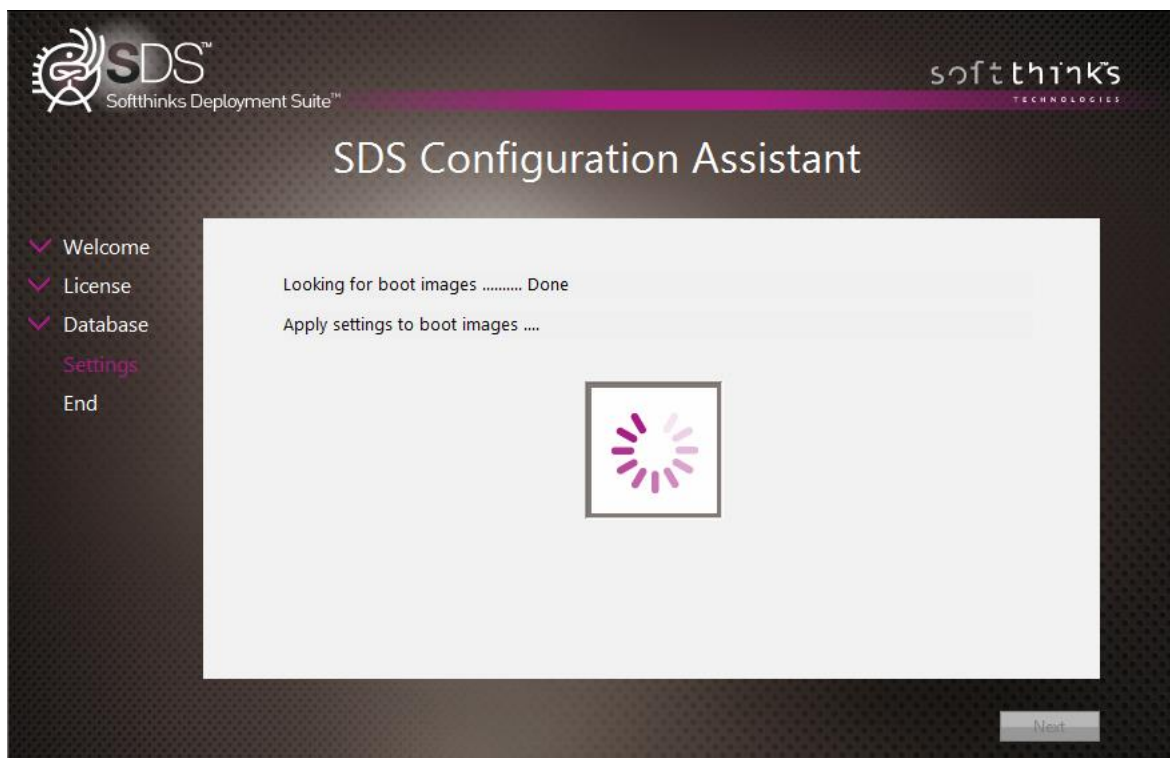 SDS™
Softthinks Deployment Suite™
softthinks
TECHNOLOGIES
SDS Configuration Assistant
Welcome
License
Database
Settings
End
Looking for boot images .......... Done
Apply settings to boot images ....
Next